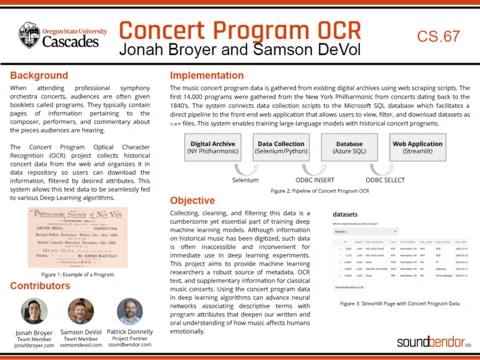 Oregon State University
Cascades
Concert Program OCR
Jonah Broyer and Samson DeVol
CS.67
Background
When attending professional symphony
orchestra concerts, audiences are often given
booklets called programs. They typically contain
pages of information pertaining to the
composer, performers, and commentary about
the pieces audiences are hearing.
The Concert Program Optical Character
Recognition (OCR) project collects historical
concert data from the web and organizes it in
data repository so users can download the
information, filtered by desired attributes. This
system allows this text data to be seamlessly fed
to various Deep Learning algorithms.
Philharmonic Society of New York
Figure 1: Example of a Program
Contributors
Jonah Broyer
Team Member
jonahbroyer.com
Samson DeVol
Team Member
samsondevol.com
Patrick Donnelly
Project Partner
soundbendor.com
Implementation
The music concert program data is gathered from existing digital archives using web scraping scripts. The
first 14,000 programs were gathered from the New York Philharmonic from concerts dating back to the
1840's. The system connects data collection scripts to the Microsoft SQL database which facilitates a
direct pipeline to the front-end web application that allows users to view, filter, and download datasets as
csv files. This system enables training large-language models with historical concert programs.
Digital Archive
(NY Philharmonic)
Data Collection
(Selenium/Python)
Database
(Azure SQL)
Web Application
(Streamlit)
Selenium
ODBC INSERT
ODBC SELECT
Figure 2: Pipeline of Concert Program OCR
Objective
Collecting, cleaning, and filtering this data is a
cumbersome yet essential part of training deep
machine learning models. Although information
on historical music has been digitized, such data
is often inaccessible and inconvenient for
immediate use in deep learning experiments.
This project aims to provide machine learning
researchers a robust source of metadata, OCR
text, and supplementary information for classical
music concerts. Using the concert program data
in deep learning algorithms can advance neural
networks associating descriptive terms with
program attributes that deepen our written and
oral understanding of how music affects humans
emotionally.
datasets
Figure 3: Streamlit Page with Concert Program Data
soundbendor